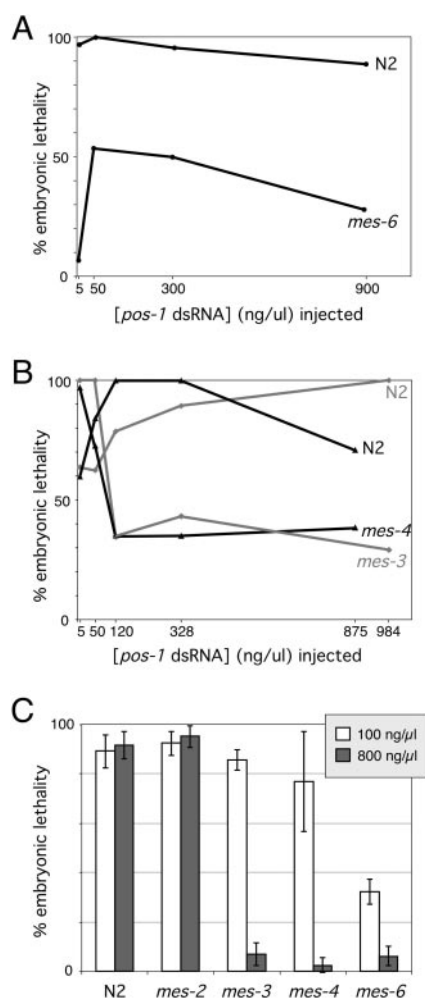 A
100
N2
% embryonic lethality
50
mes-6
0
5 50 300 900
[pos-1 dsRNA] (ng/ul) injected
B
100
N2
N2
% embryonic lethality
50
mes-4
mes-3
0
5 50 120 328 875 984
[pos-1 dsRNA] (ng/ul) injected
C
100
100 ng/µl
800 ng/µl
% embryonic lethality
0
N2 mes-2 mes-3 mes-4 mes-6